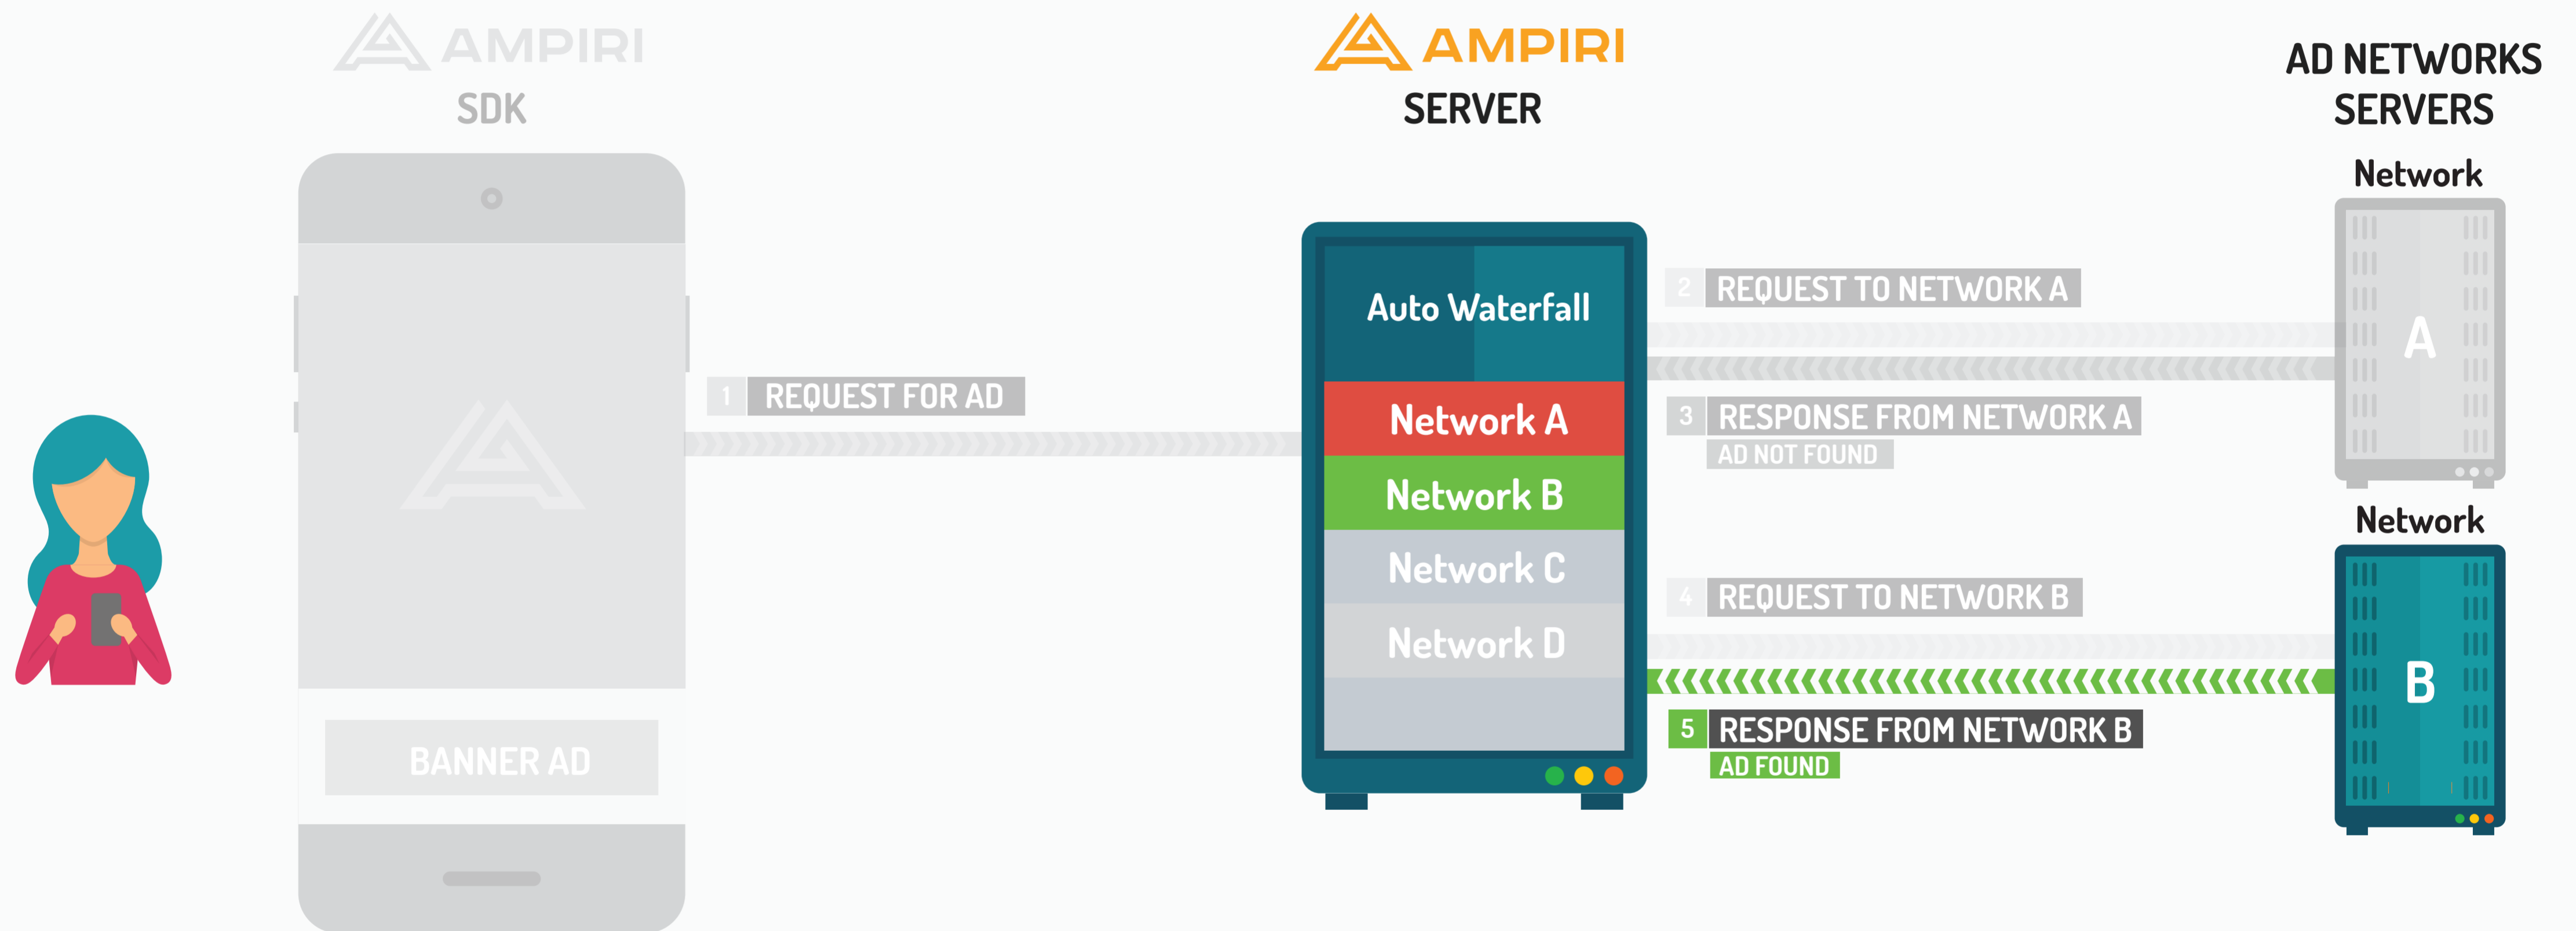 AMPIRI
SDK
BANNER AD
1 REQUEST FOR AD
AMPIRI
SERVER
Auto Waterfall
Network A
Network B
Network C
Network D
2 REQUEST TO NETWORK A
3 RESPONSE FROM NETWORK A
AD NOT FOUND
4 REQUEST TO NETWORK B
5 RESPONSE FROM NETWORK B
AD FOUND
AD NETWORKS
SERVERS
Network
A
Network
B